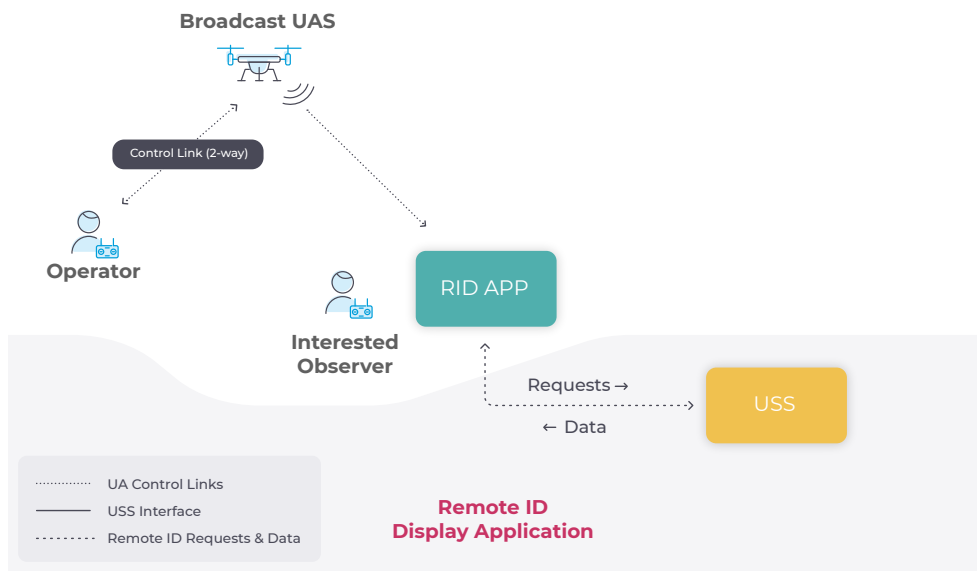 Broadcast UAS
Control Link (2-way)
Operator
RID APP
Interested
Observer
Requests →
← Data
USS
UA Control Links
USS Interface
Remote ID Requests & Data
Remote ID
Display Application